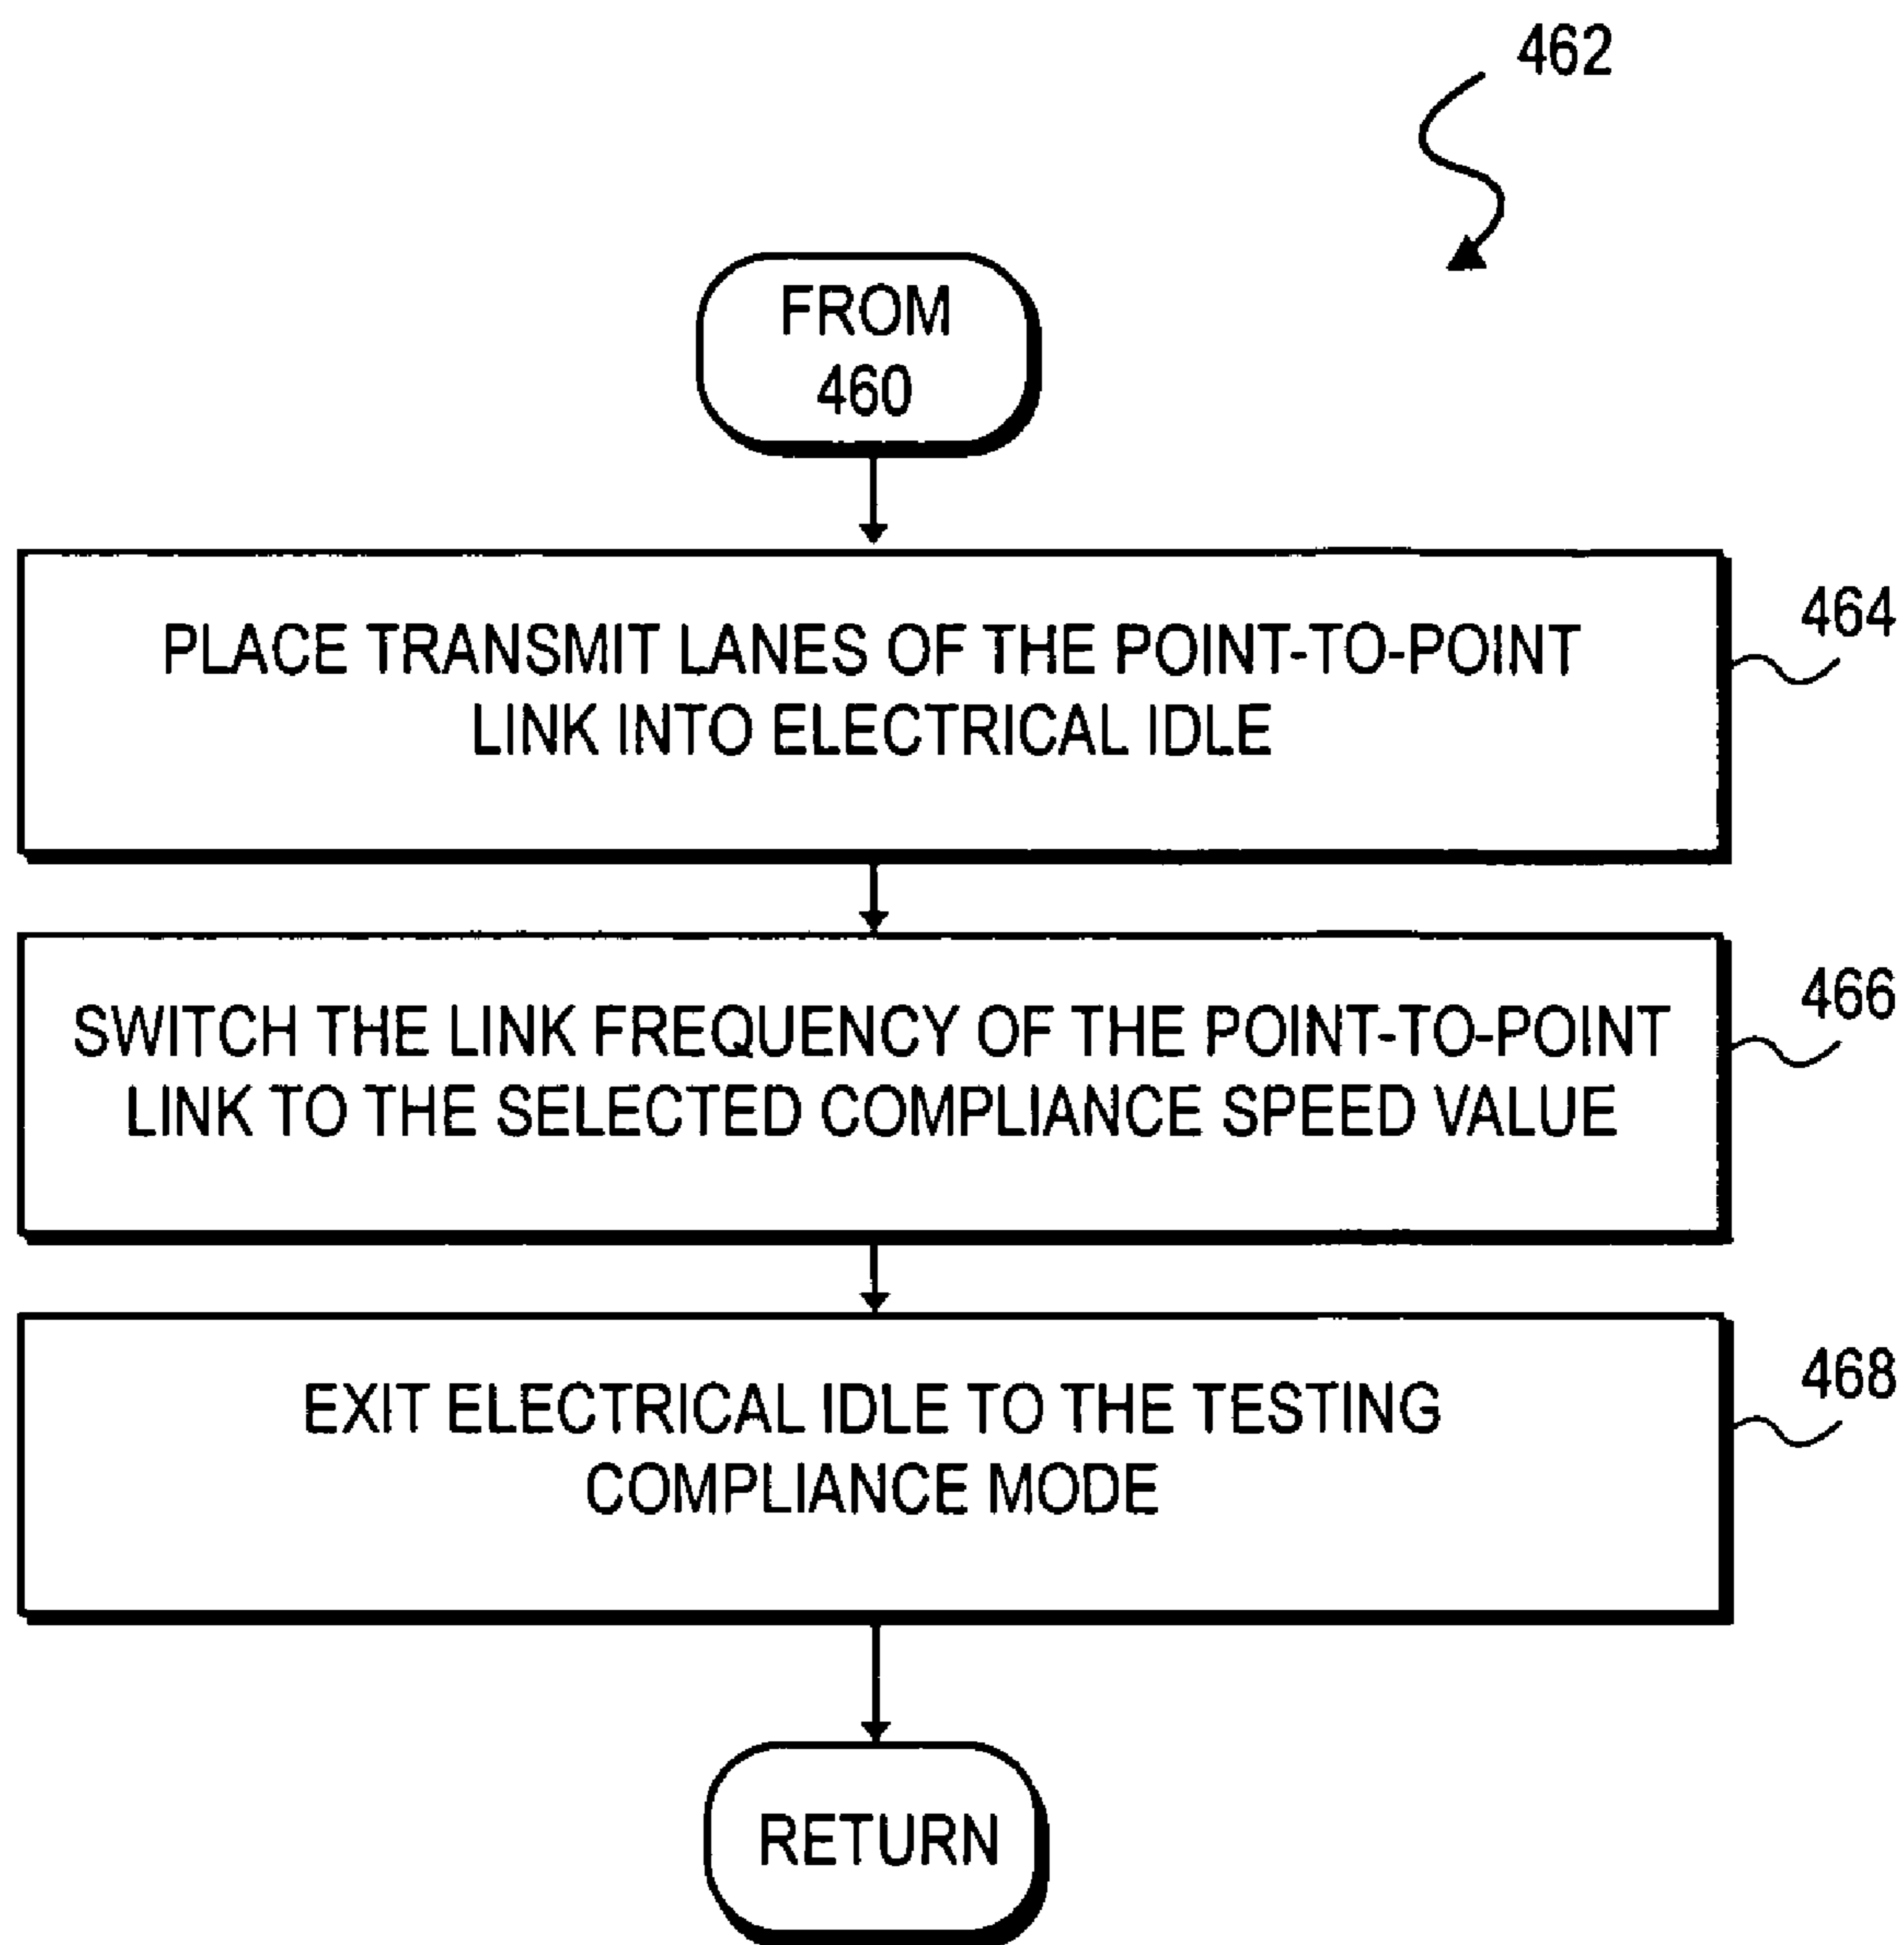 462
FROM
460
PLACE TRANSMIT LANES OF THE POINT-TO-POINT
LINK INTO ELECTRICAL IDLE
464
SWITCH THE LINK FREQUENCY OF THE POINT-TO-POINT
LINK TO THE SELECTED COMPLIANCE SPEED VALUE
466
EXIT ELECTRICAL IDLE TO THE TESTING
COMPLIANCE MODE
468
RETURN